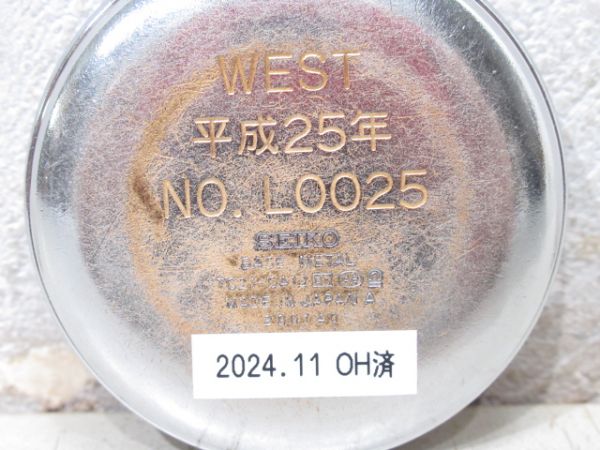 WEST
平成25年
NO. L0025
SEIKO
BASE METAL
MADE IN JAPAN A
2024.11 OH済